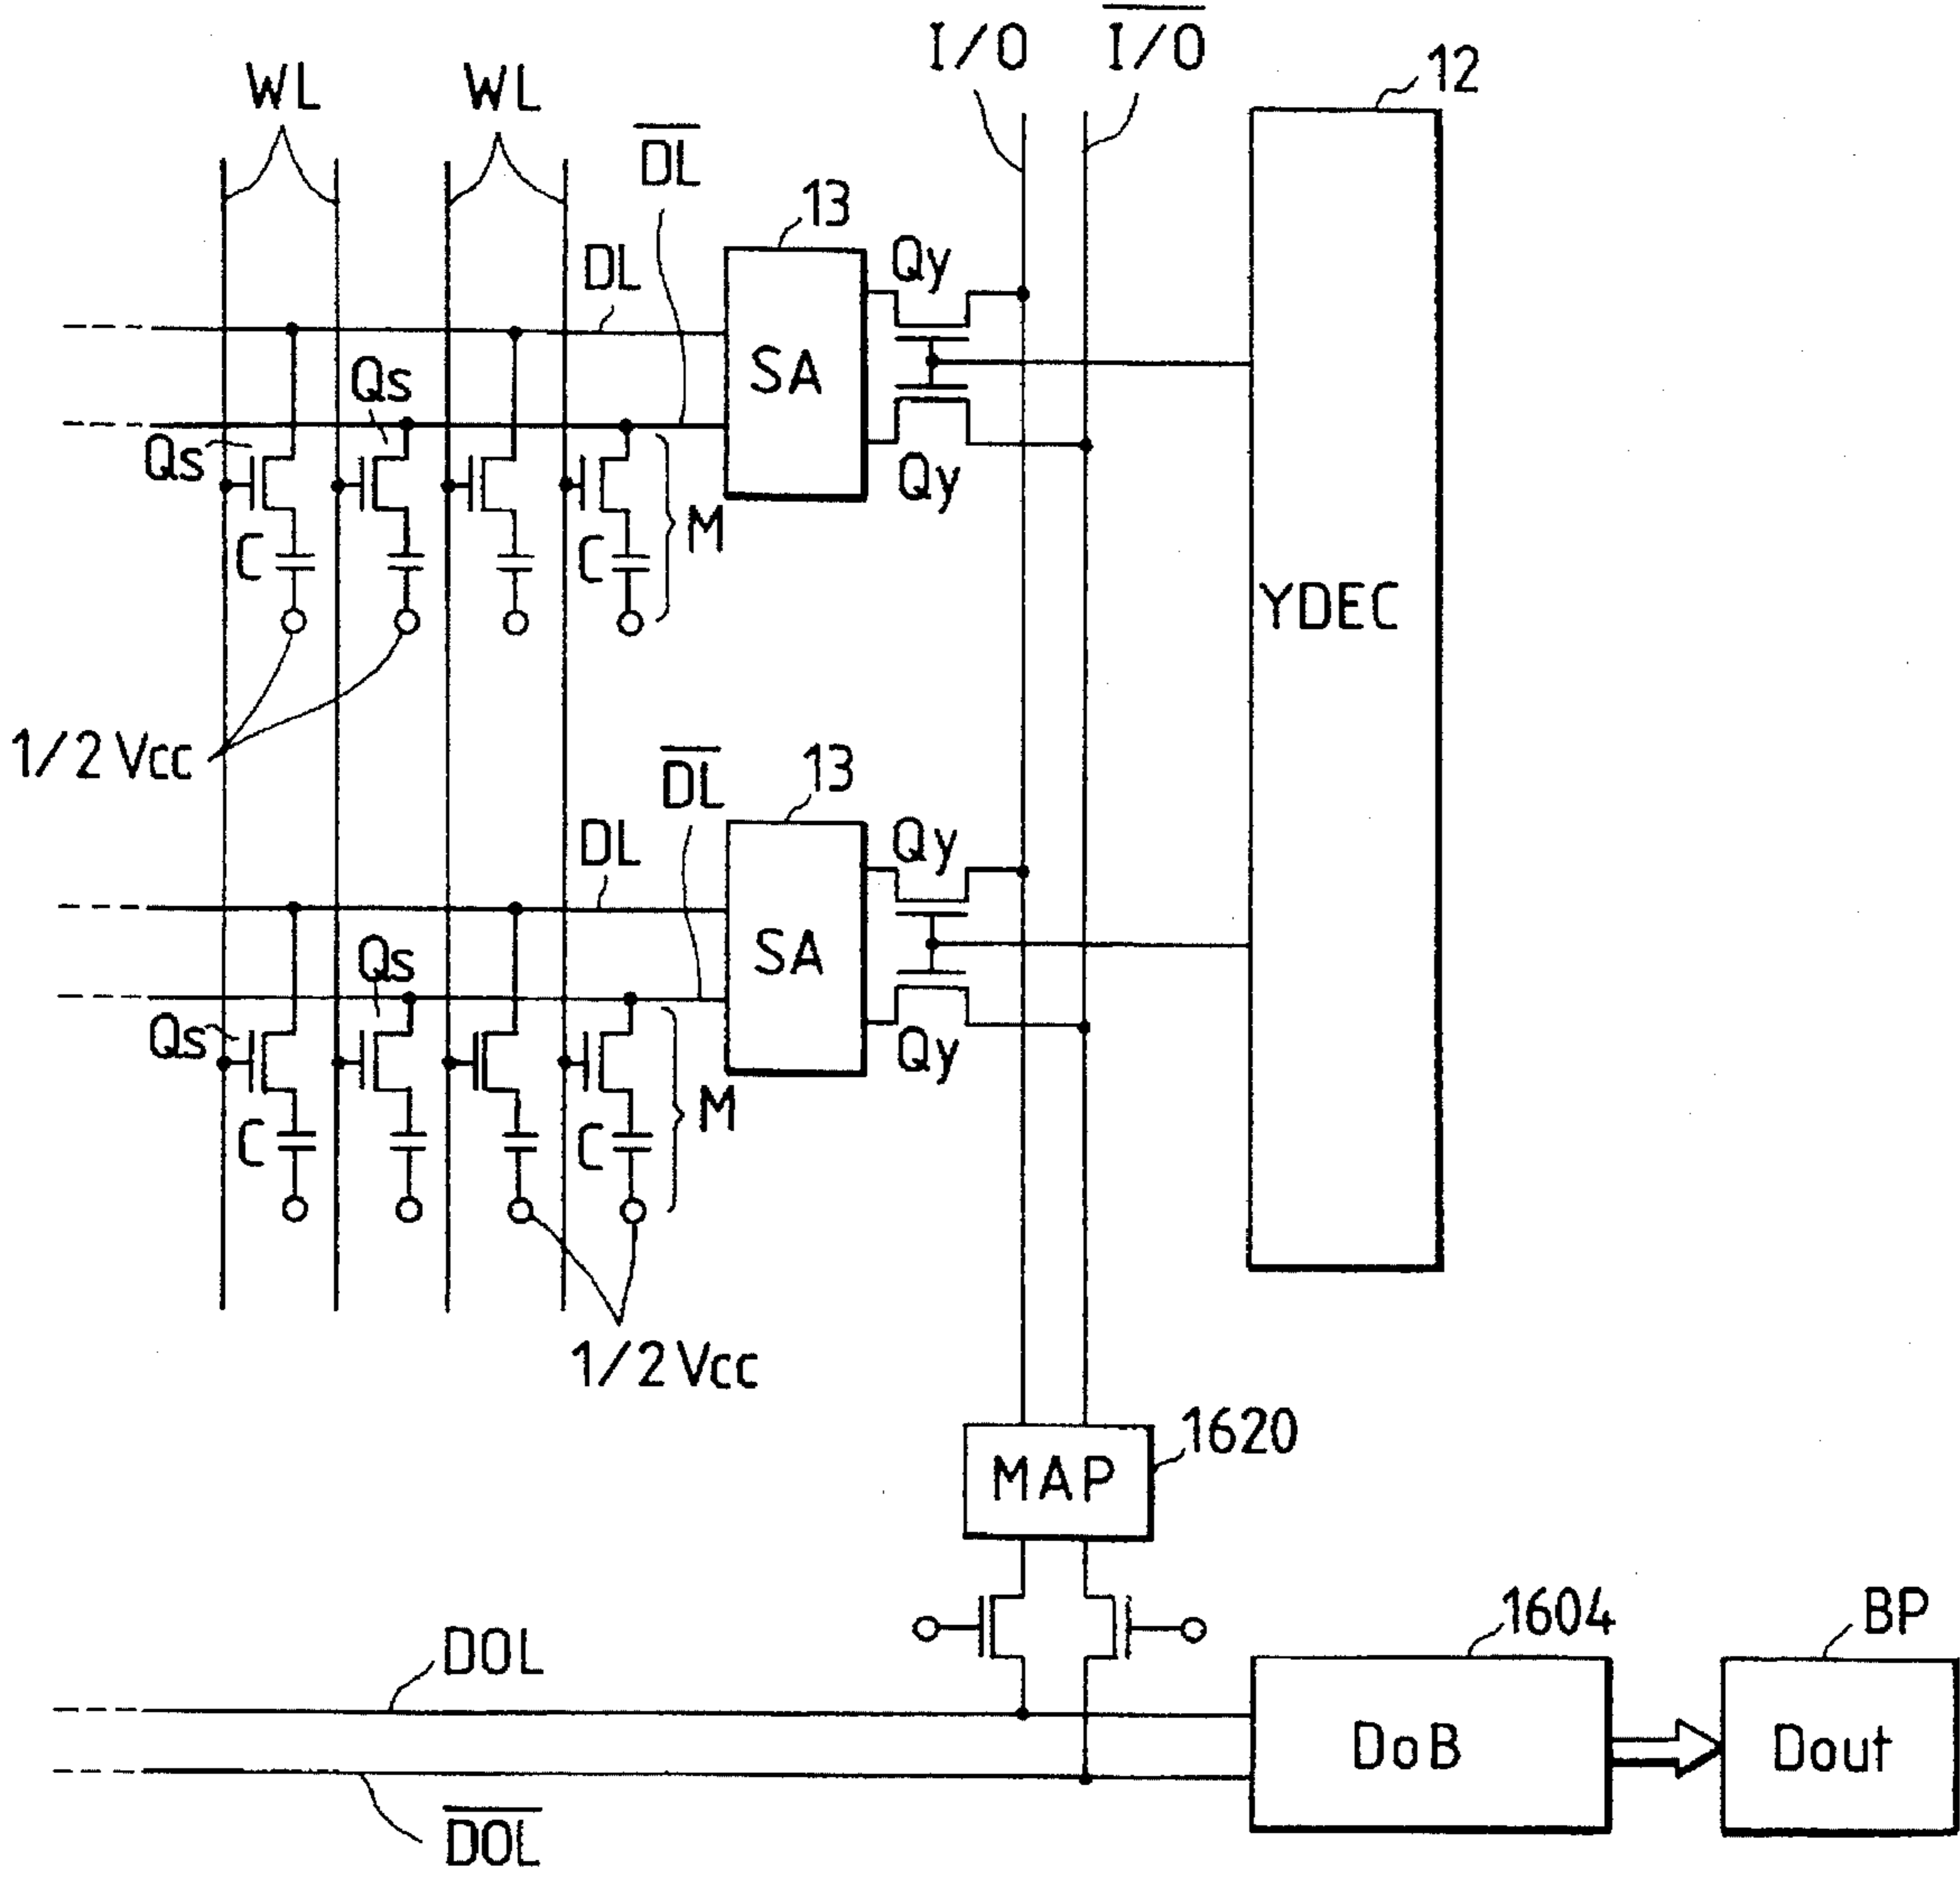 I/O
I/O
12
WL
WL
DL
13
DL
Qy
SA
Qs
Qs
Qy
M
C
C
YDEC
1/2 Vcc
DL
13
DL
Qy
SA
Qs
Qs
Qy
M
C
C
1/2 Vcc
1620
MAP
1604
BP
DOL
DoB
Dout
DOL